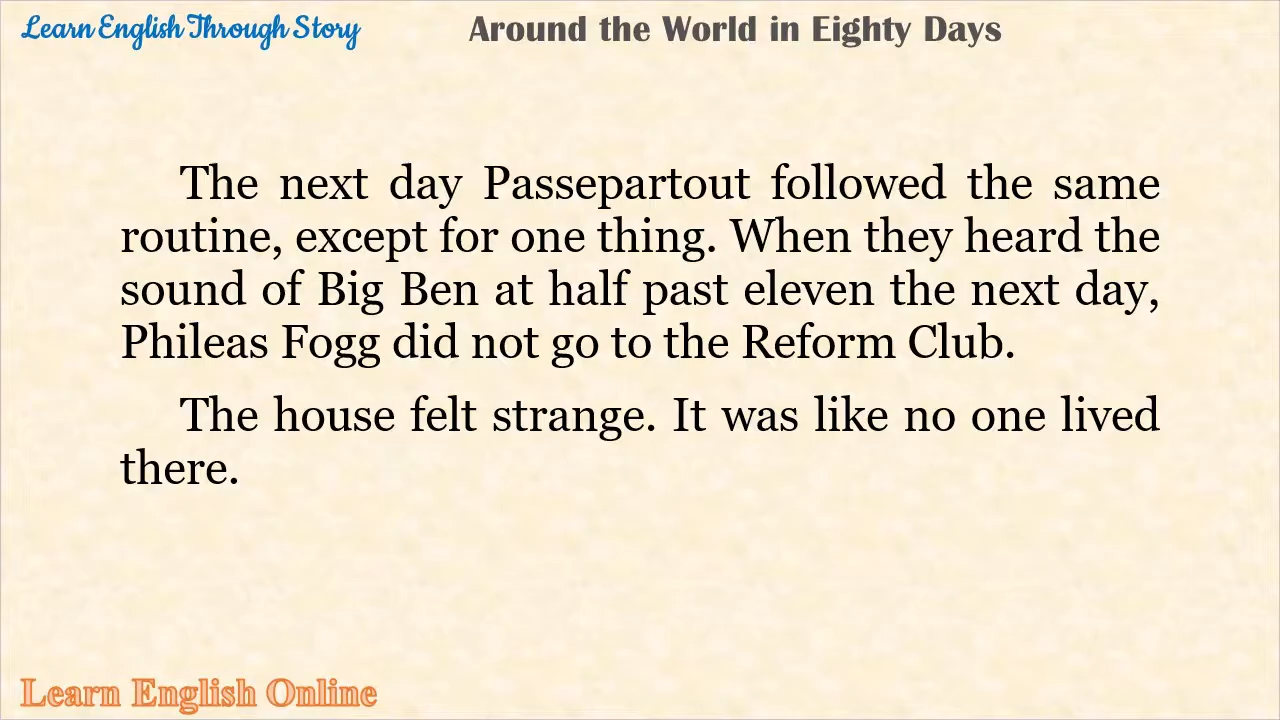 Learn English Through Story
Around the World in Eighty Days
The next day Passepartout followed the same
routine, except for one thing. When they heard the
sound of Big Ben at half past eleven the next day,
Phileas Fogg did not go to the Reform Club.
The house felt strange. It was like no one lived
there.
Learn English Online